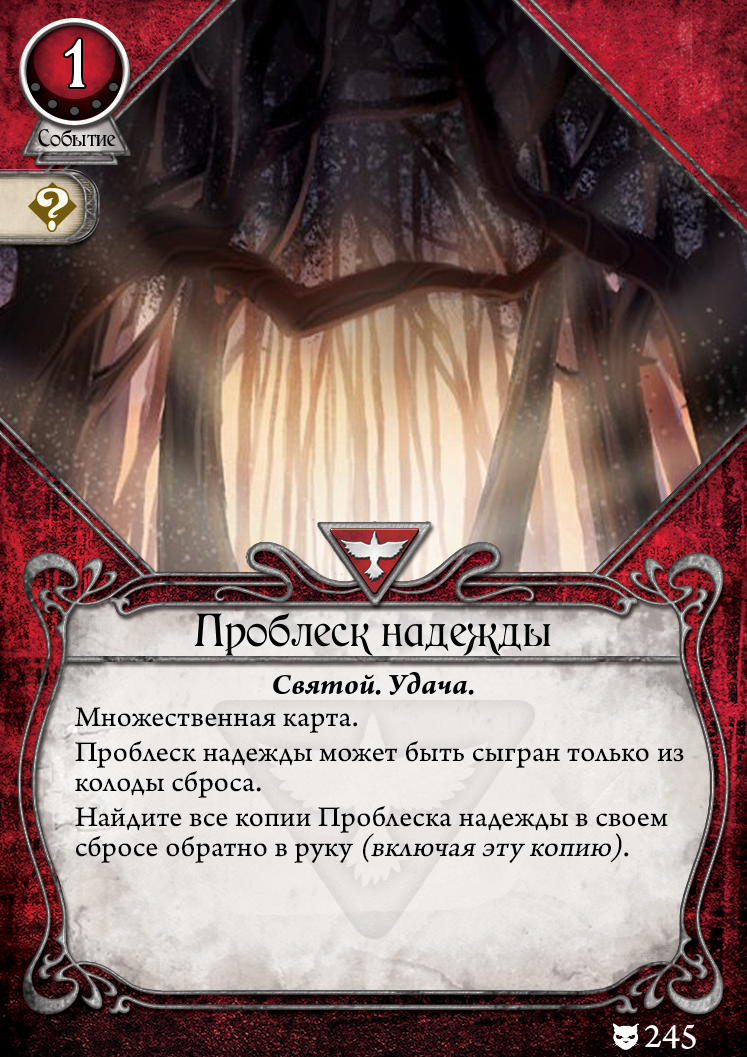 1
Событие
?
Проблеск надежды
Святой. Удача.
Множественная карта.
Проблеск надежды может быть сыгран только из
колоды сброса.
Найдите все копии Проблеска надежды в своем
сбросе обратно в руку (включая эту копию).
245